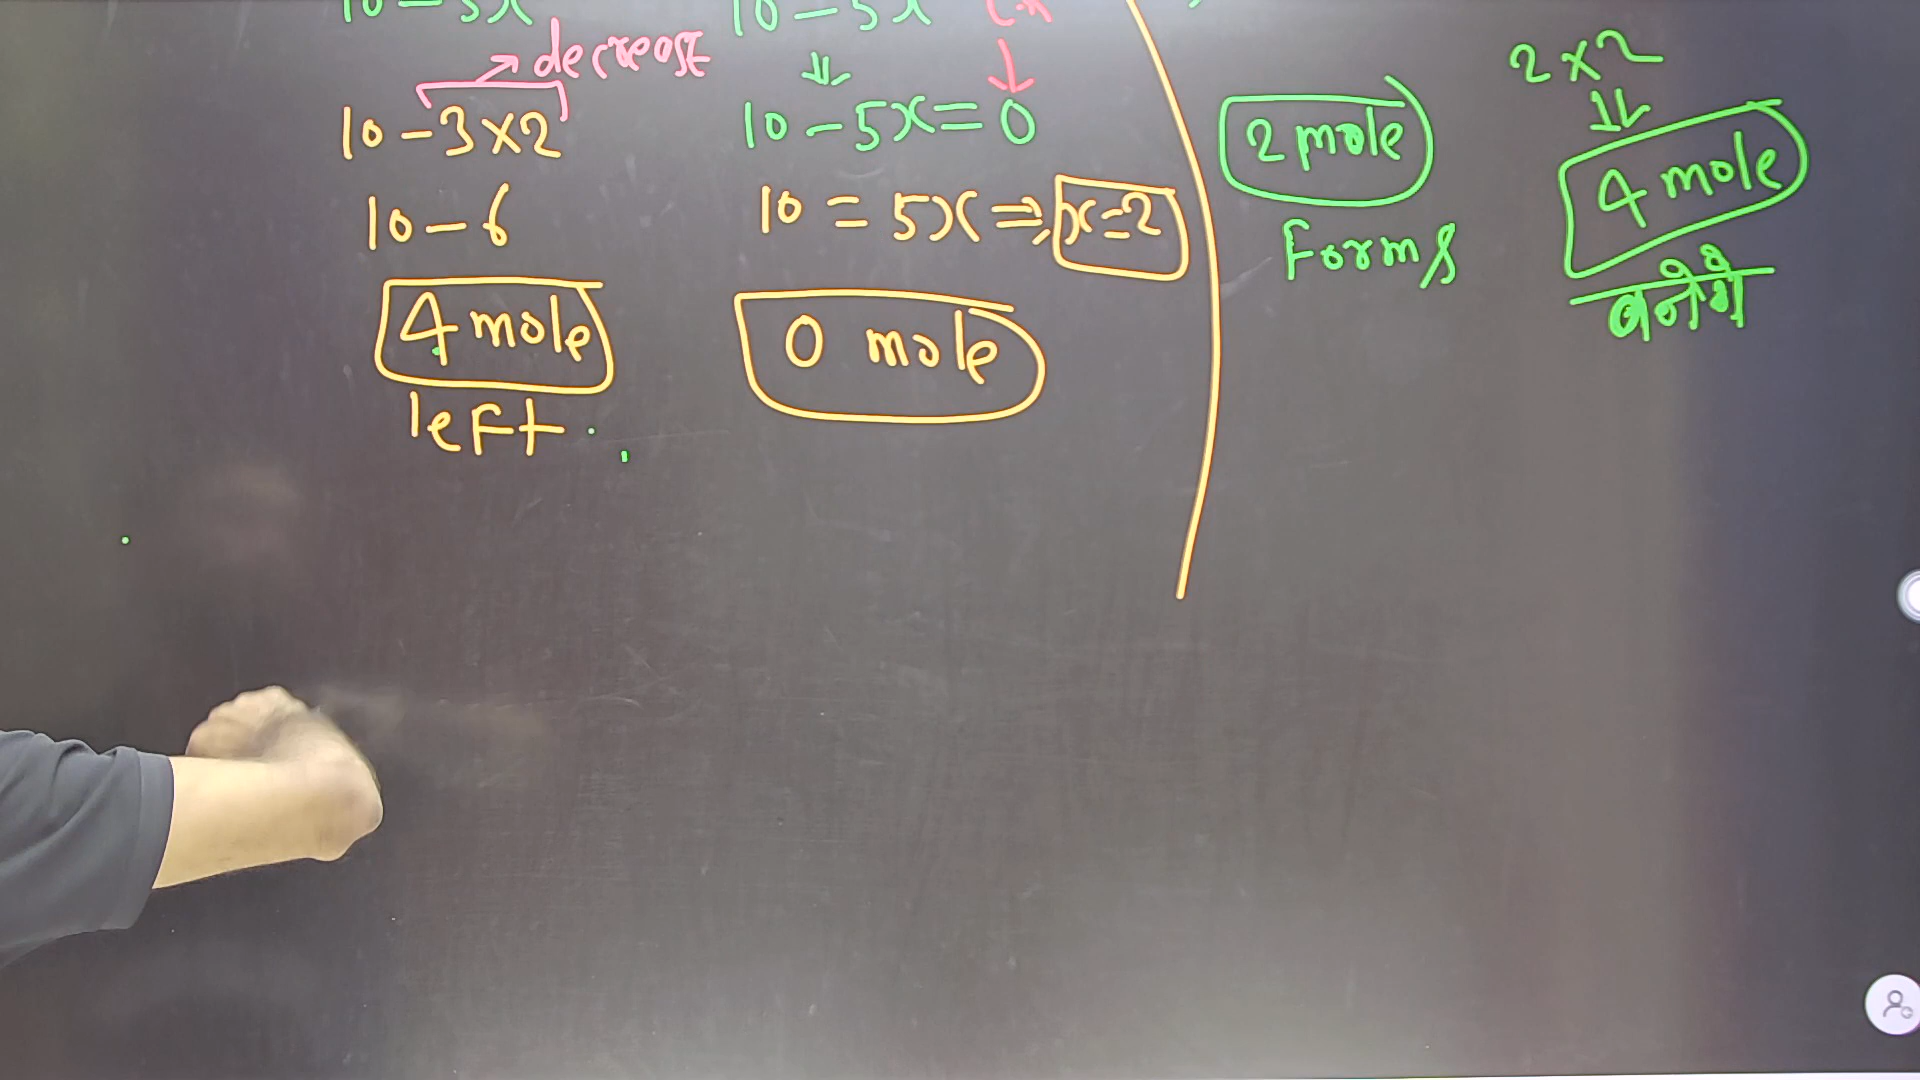 10-3x
decrease
10-3×2
10-6
4 mole
left
10-5x
10-5x=0
10=5x⇒x=2
0 mole
2 mole
Forms
2×2
4 mole
बनेंगे